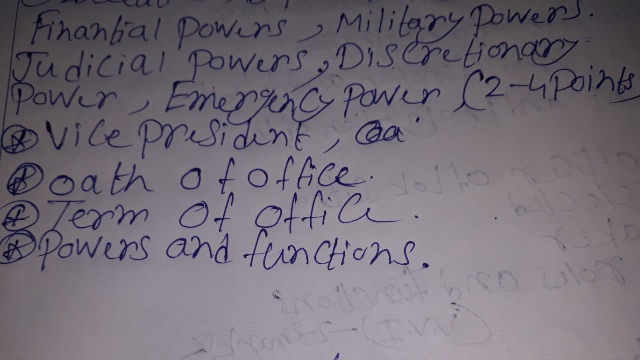 Finantial Powers, Military Powers.
Judicial Powers, Discretionary
Power, Emergency Power (2-4 Points
Vice President,
Oath of office.
Term of office.
Powers and functions.